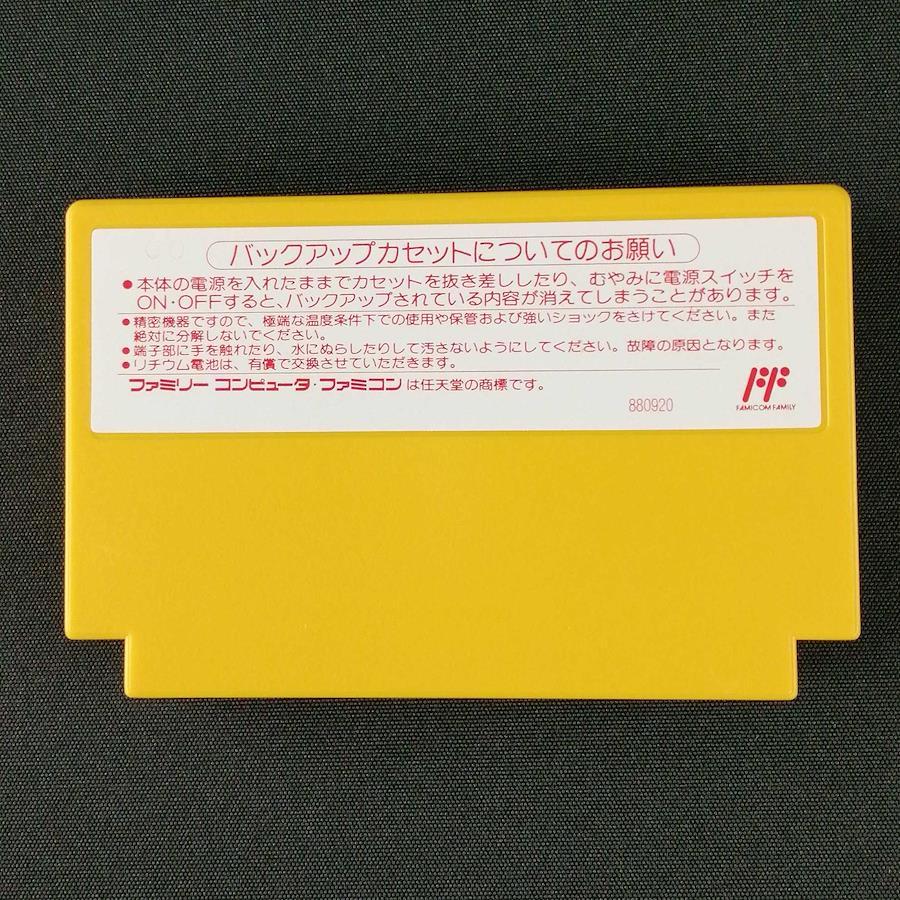 バックアップカセットについてのお願い
●本体の電源を入れたままでカセットを抜き差ししたり、むやみに電源スイッチを
ON・OFFすると、バックアップされている内容が消えてしまうことがあります。
●精密機器ですので、極端な温度条件下での使用や保管および強いショックをさけてください。また
絶対に分解しないでください。
●端子部に手を触れたり、水にぬらしたりして汚さないようにしてください。故障の原因となります。
●リチウム電池は、有償で交換させていただきます。
ファミリー コンピュータ・ファミコン は任天堂の商標です。
880920
FAMICOM FAMILY